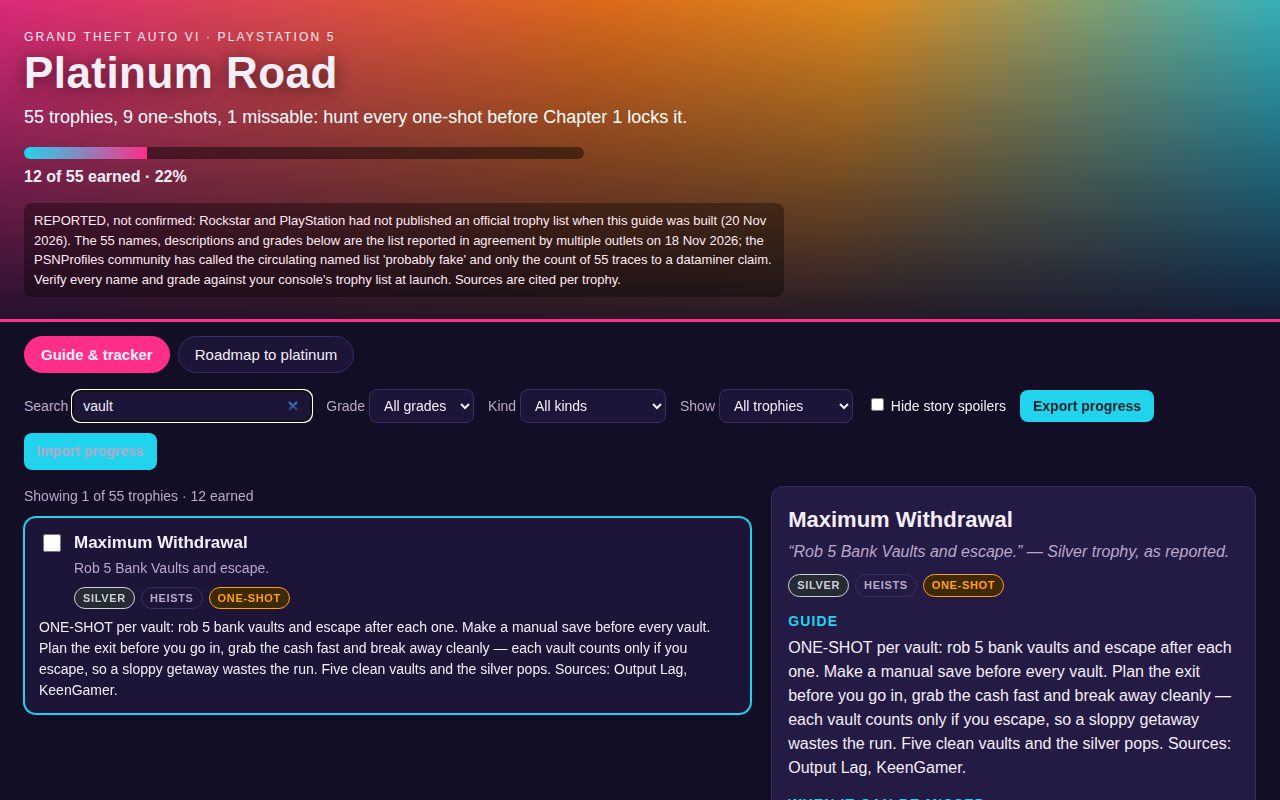 GRAND THEFT AUTO VI · PLAYSTATION 5
Platinum Road
55 trophies, 9 one-shots, 1 missable: hunt every one-shot before Chapter 1 locks it.
12 of 55 earned · 22%
REPORTED, not confirmed: Rockstar and PlayStation had not published an official trophy list when this guide was built (20 Nov
2026). The 55 names, descriptions and grades below are the list reported in agreement by multiple outlets on 18 Nov 2026; the
PSNProfiles community has called the circulating named list 'probably fake' and only the count of 55 traces to a dataminer claim.
Verify every name and grade against your console's trophy list at launch. Sources are cited per trophy.
Guide & tracker
Roadmap to platinum
Search vault Grade All grades Kind All kinds Show All trophies Hide story spoilers Export progress
Import progress
Showing 1 of 55 trophies · 12 earned
Maximum Withdrawal
Rob 5 Bank Vaults and escape.
SILVER HEISTS ONE-SHOT
ONE-SHOT per vault: rob 5 bank vaults and escape after each one. Make a manual save before every vault.
Plan the exit before you go in, grab the cash fast and break away cleanly — each vault counts only if you
escape, so a sloppy getaway wastes the run. Five clean vaults and the silver pops. Sources: Output Lag,
KeenGamer.
Maximum Withdrawal
“Rob 5 Bank Vaults and escape.” — Silver trophy, as reported.
SILVER HEISTS ONE-SHOT
GUIDE
ONE-SHOT per vault: rob 5 bank vaults and escape after each
one. Make a manual save before every vault. Plan the exit
before you go in, grab the cash fast and break away cleanly —
each vault counts only if you escape, so a sloppy getaway
wastes the run. Five clean vaults and the silver pops. Sources:
Output Lag, KeenGamer.